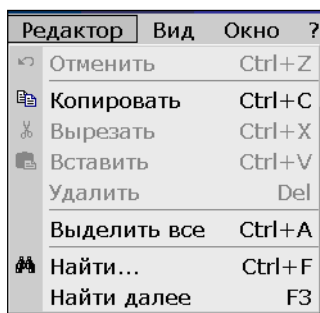 Редактор Вид Окно ?
Отменить Ctrl+Z
Копировать Ctrl+C
Вырезать Ctrl+X
Вставить Ctrl+V
Удалить Del
Выделить все Ctrl+A
Найти... Ctrl+F
Найти далее F3